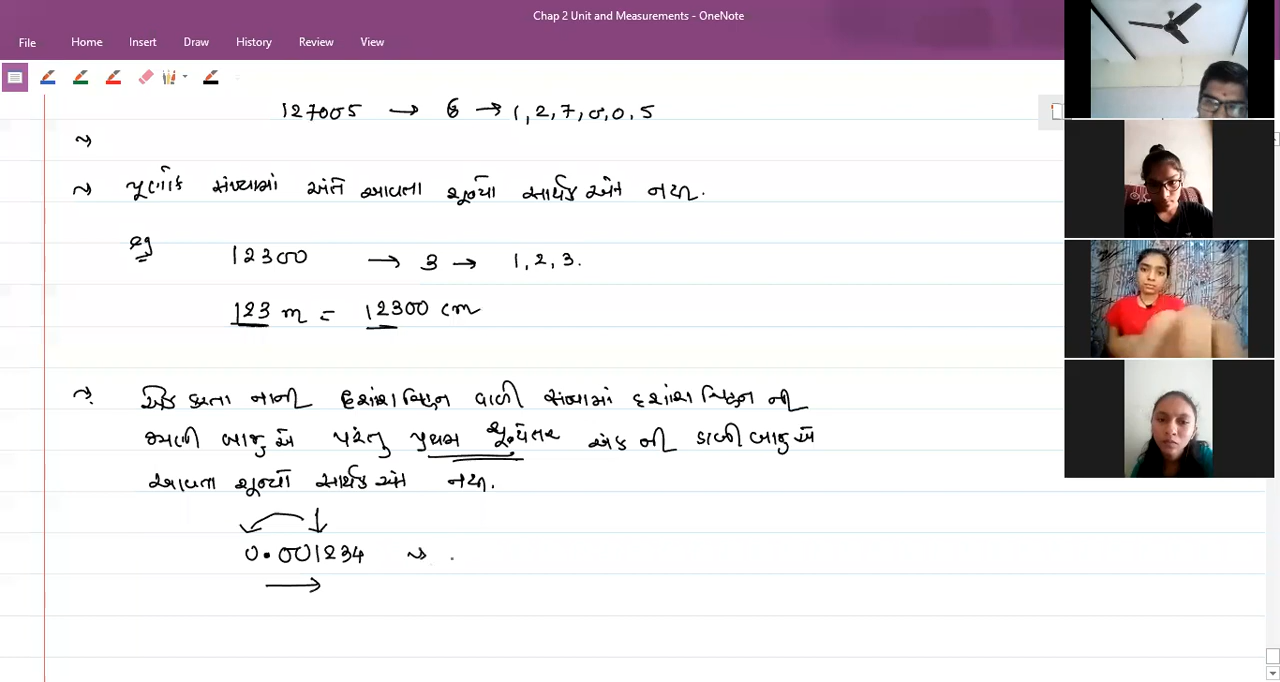 Chap 2 Unit and Measurements - OneNote
File Home Insert Draw History Review View
127005 → 6 → 1, 2, 7, 0, 0, 5
~> 
~> પૂર્ણાંક સંખ્યામાં અંતે આવતા શૂન્યો સાર્થક અંક નથી.
eg 12300 → 3 → 1, 2, 3.
123 m = 12300 cm
~> એક કરતા નાની દશાંશચિહ્ન વાળી સંખ્યામાં દશાંશચિહ્ન ની
જમણી બાજુએ પરંતુ પ્રથમ શૂન્યેતર અંક ની ડાબી બાજુએ
આવતા શૂન્યો સાર્થક અંકો નથી.
0.001234 ~> .